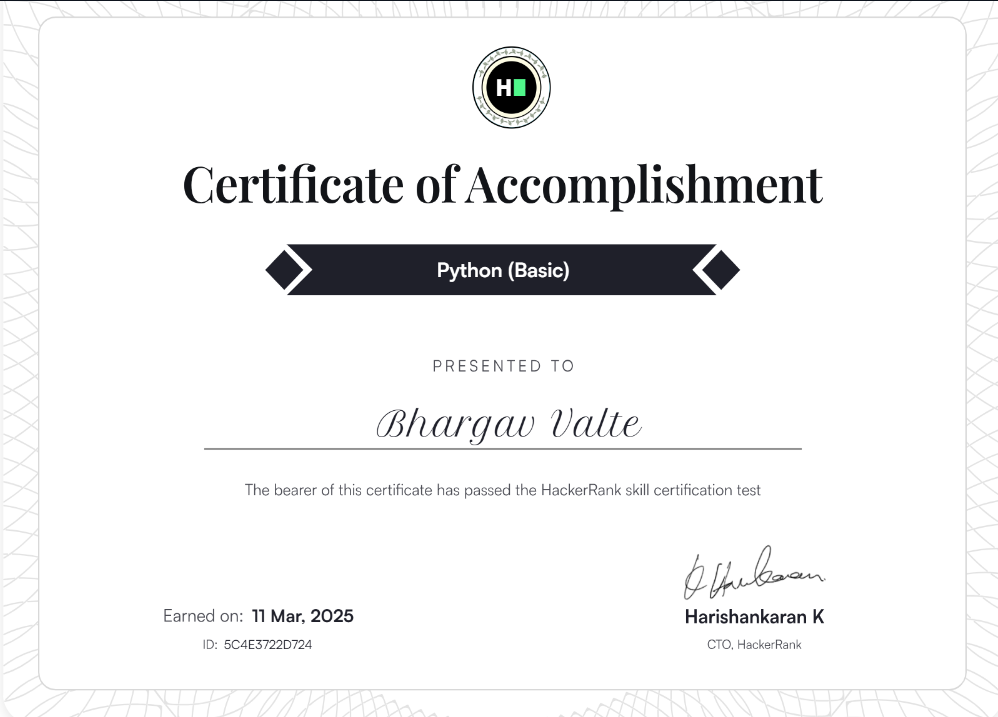 H
Certificate of Accomplishment
Python (Basic)
PRESENTED TO
Bhargav Valte
The bearer of this certificate has passed the HackerRank skill certification test
Earned on: 11 Mar, 2025
ID: 5C4E3722D724
Harishankaran K
CTO, HackerRank